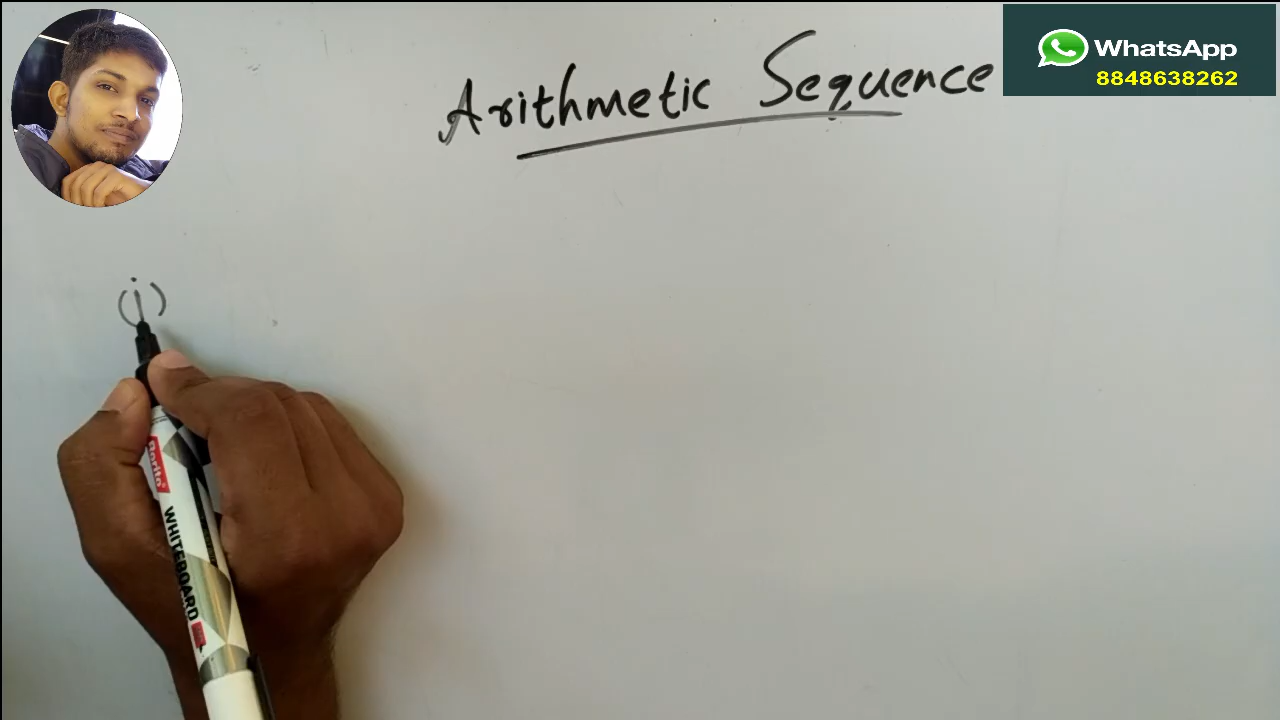 Arithmetic Sequence
WhatsApp
8848638262
(i)
WHITEBOARD